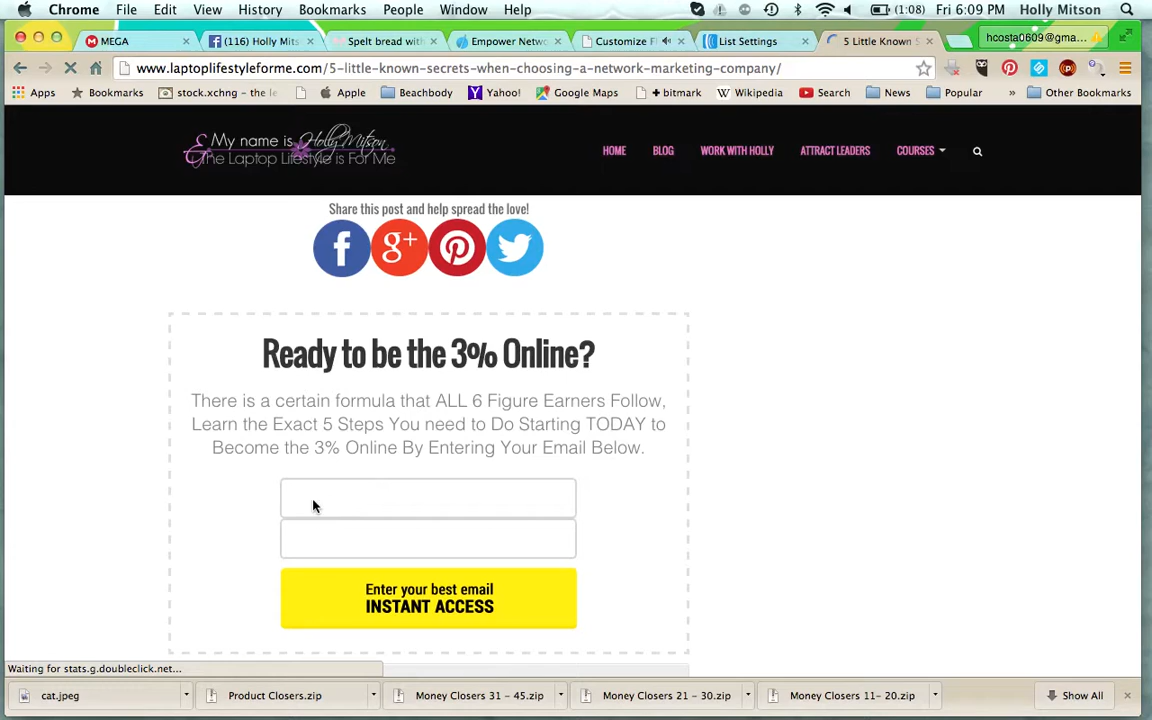 Chrome File Edit View History Bookmarks People Window Help (1:08) Fri 6:09 PM Holly Mitson
MEGA (116) Holly Mits Spelt bread with Empower Netwo Customize Fl List Settings 5 Little Known S hcosta0609@gma...
www.laptoplifestyleforme.com/5-little-known-secrets-when-choosing-a-network-marketing-company/
Apps Bookmarks stock.xchng - the le Apple Beachbody Yahoo! Google Maps + bitmark Wikipedia Search News Popular » Other Bookmarks
My name is Holly Mitson
& The Laptop Lifestyle is For Me
HOME BLOG WORK WITH HOLLY ATTRACT LEADERS COURSES
Share this post and help spread the love!
Ready to be the 3% Online?
There is a certain formula that ALL 6 Figure Earners Follow,
Learn the Exact 5 Steps You need to Do Starting TODAY to
Become the 3% Online By Entering Your Email Below.
Enter your best email
INSTANT ACCESS
Waiting for stats.g.doubleclick.net...
cat.jpeg Product Closers.zip Money Closers 31 - 45.zip Money Closers 21 - 30.zip Money Closers 11- 20.zip Show All